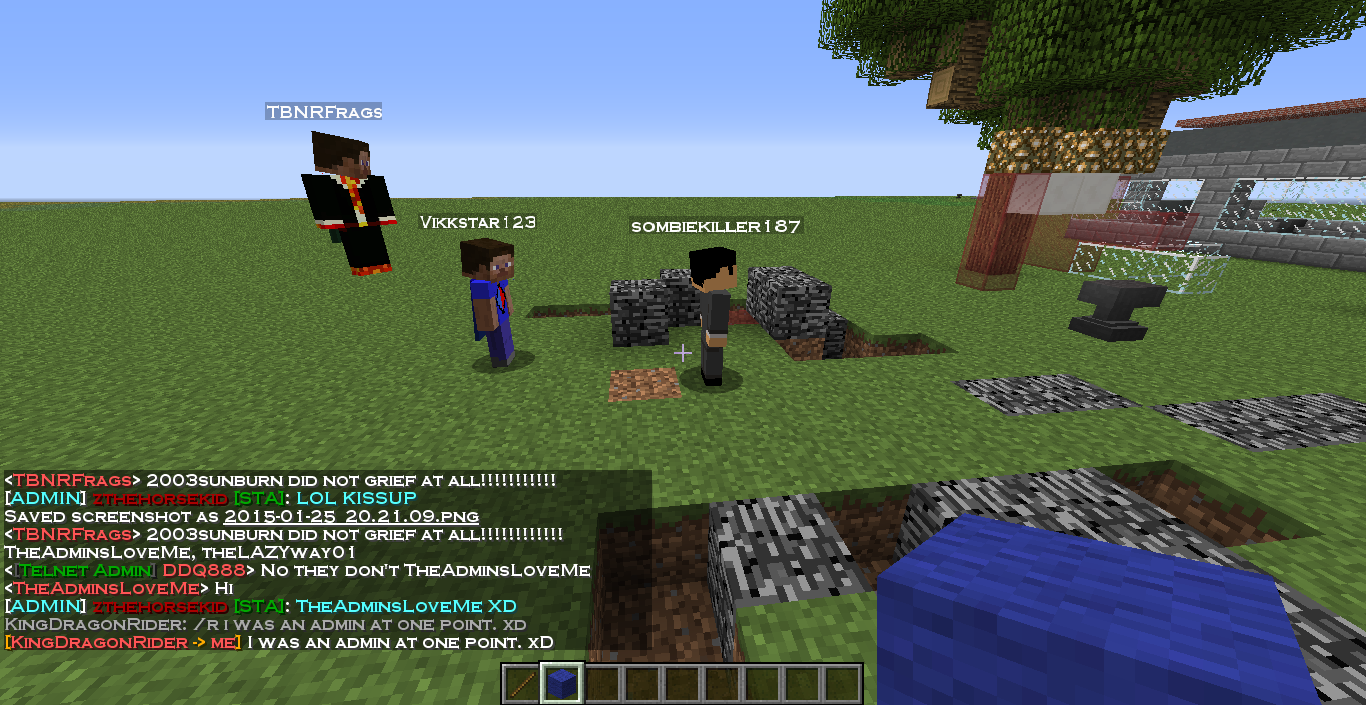 TBNRFrags
Vikkstar123
sombiekiller187
<TBNRFrags> 2003sunburn did not grief at all!!!!!!!!!!!
[ADMIN] zthehorsekid [STA]: LOL KISSUP
Saved screenshot as 2015-01-25_20.21.09.png
<TBNRFrags> 2003sunburn did not grief at all!!!!!!!!!!!!
TheAdminsLoveMe, theLAZYway01
<[Telnet Admin] DDQ888> No they don't TheAdminsLoveMe
<TheAdminsLoveMe> Hi
[ADMIN] zthehorsekid [STA]: TheAdminsLoveMe XD
KingDragonRider: /r i was an admin at one point. xD
[KingDragonRider -> me] i was an admin at one point. xD